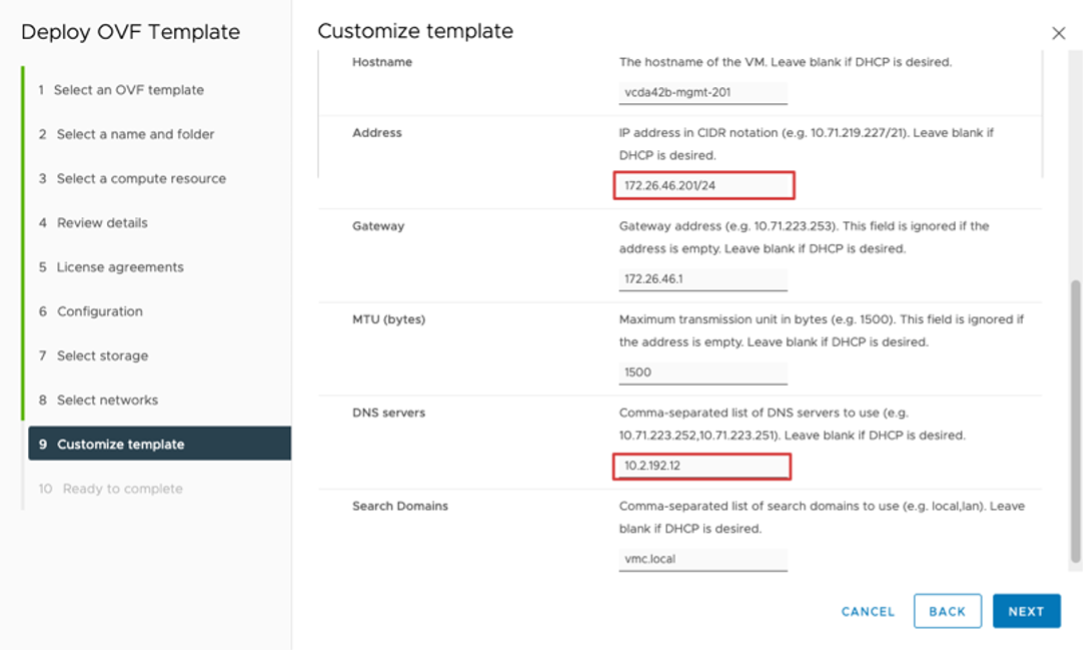 Deploy OVF Template
1 Select an OVF template
2 Select a name and folder
3 Select a compute resource
4 Review details
5 License agreements
6 Configuration
7 Select storage
8 Select networks
9 Customize template
10 Ready to complete
Customize template
Hostname
The hostname of the VM. Leave blank if DHCP is desired.
vcda42b-mgmt-201
Address
IP address in CIDR notation (e.g. 10.71.219.227/21). Leave blank if
DHCP is desired.
172.26.46.201/24
Gateway
Gateway address (e.g. 10.71.223.253). This field is ignored if the
address is empty. Leave blank if DHCP is desired.
172.26.46.1
MTU (bytes)
Maximum transmission unit in bytes (e.g. 1500). This field is ignored if
the address is empty. Leave blank if DHCP is desired.
1500
DNS servers
Comma-separated list of DNS servers to use (e.g.
10.71.223.252,10.71.223.251). Leave blank if DHCP is desired.
10.2.192.12
Search Domains
Comma-separated list of search domains to use (e.g. local,lan). Leave
blank if DHCP is desired.
vmc.local
CANCEL
BACK
NEXT